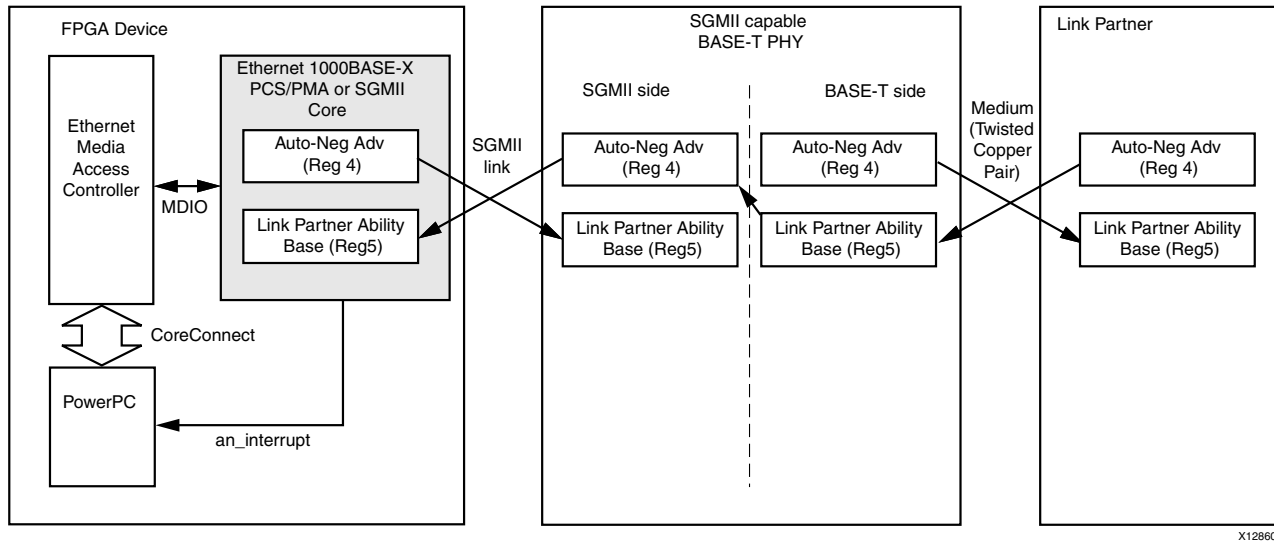 FPGA Device
Ethernet
Media
Access
Controller
MDIO
Ethernet 1000BASE-X
PCS/PMA or SGMII
Core
Auto-Neg Adv
(Reg 4)
Link Partner Ability
Base (Reg5)
CoreConnect
PowerPC
an_interrupt
SGMII
link
SGMII capable
BASE-T PHY
SGMII side
BASE-T side
Auto-Neg Adv
(Reg 4)
Link Partner Ability
Base (Reg5)
Auto-Neg Adv
(Reg 4)
Link Partner Ability
Base (Reg5)
Medium
(Twisted
Copper
Pair)
Link Partner
Auto-Neg Adv
(Reg 4)
Link Partner Ability
Base (Reg5)
X12860